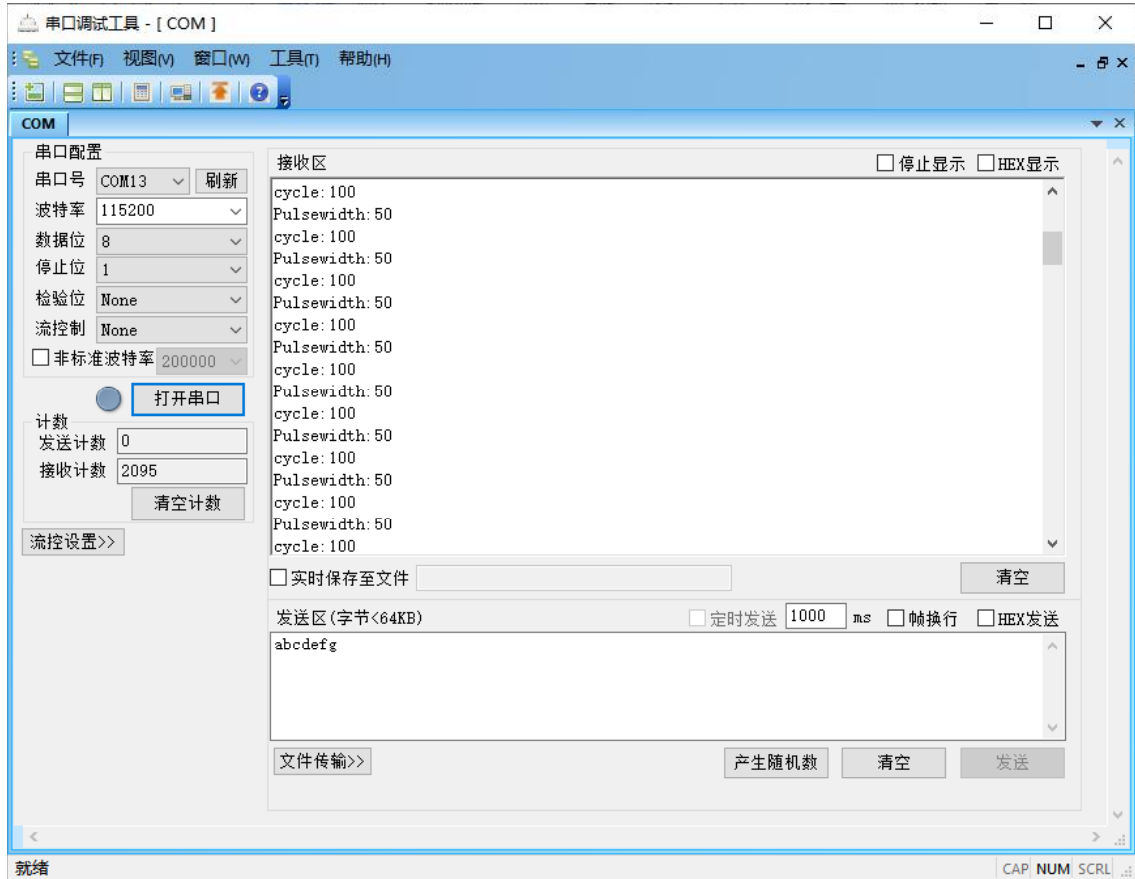 串口调试工具 - [ COM ]
文件(F) 视图(V) 窗口(W) 工具(T) 帮助(H)
COM
串口配置
串口号 COM13 刷新
波特率 115200
数据位 8
停止位 1
检验位 None
流控制 None
非标准波特率 200000
打开串口
计数
发送计数 0
接收计数 2095
清空计数
流控设置>>
接收区 停止显示 HEX显示
cycle:100
Pulsewidth:50
cycle:100
Pulsewidth:50
cycle:100
Pulsewidth:50
cycle:100
Pulsewidth:50
cycle:100
Pulsewidth:50
cycle:100
Pulsewidth:50
cycle:100
Pulsewidth:50
cycle:100
Pulsewidth:50
cycle:100
实时保存至文件 清空
发送区(字节<64KB) 定时发送 1000 ms 帧换行 HEX发送
abcdefg
文件传输>> 产生随机数 清空 发送
就绪 CAP NUM SCRL